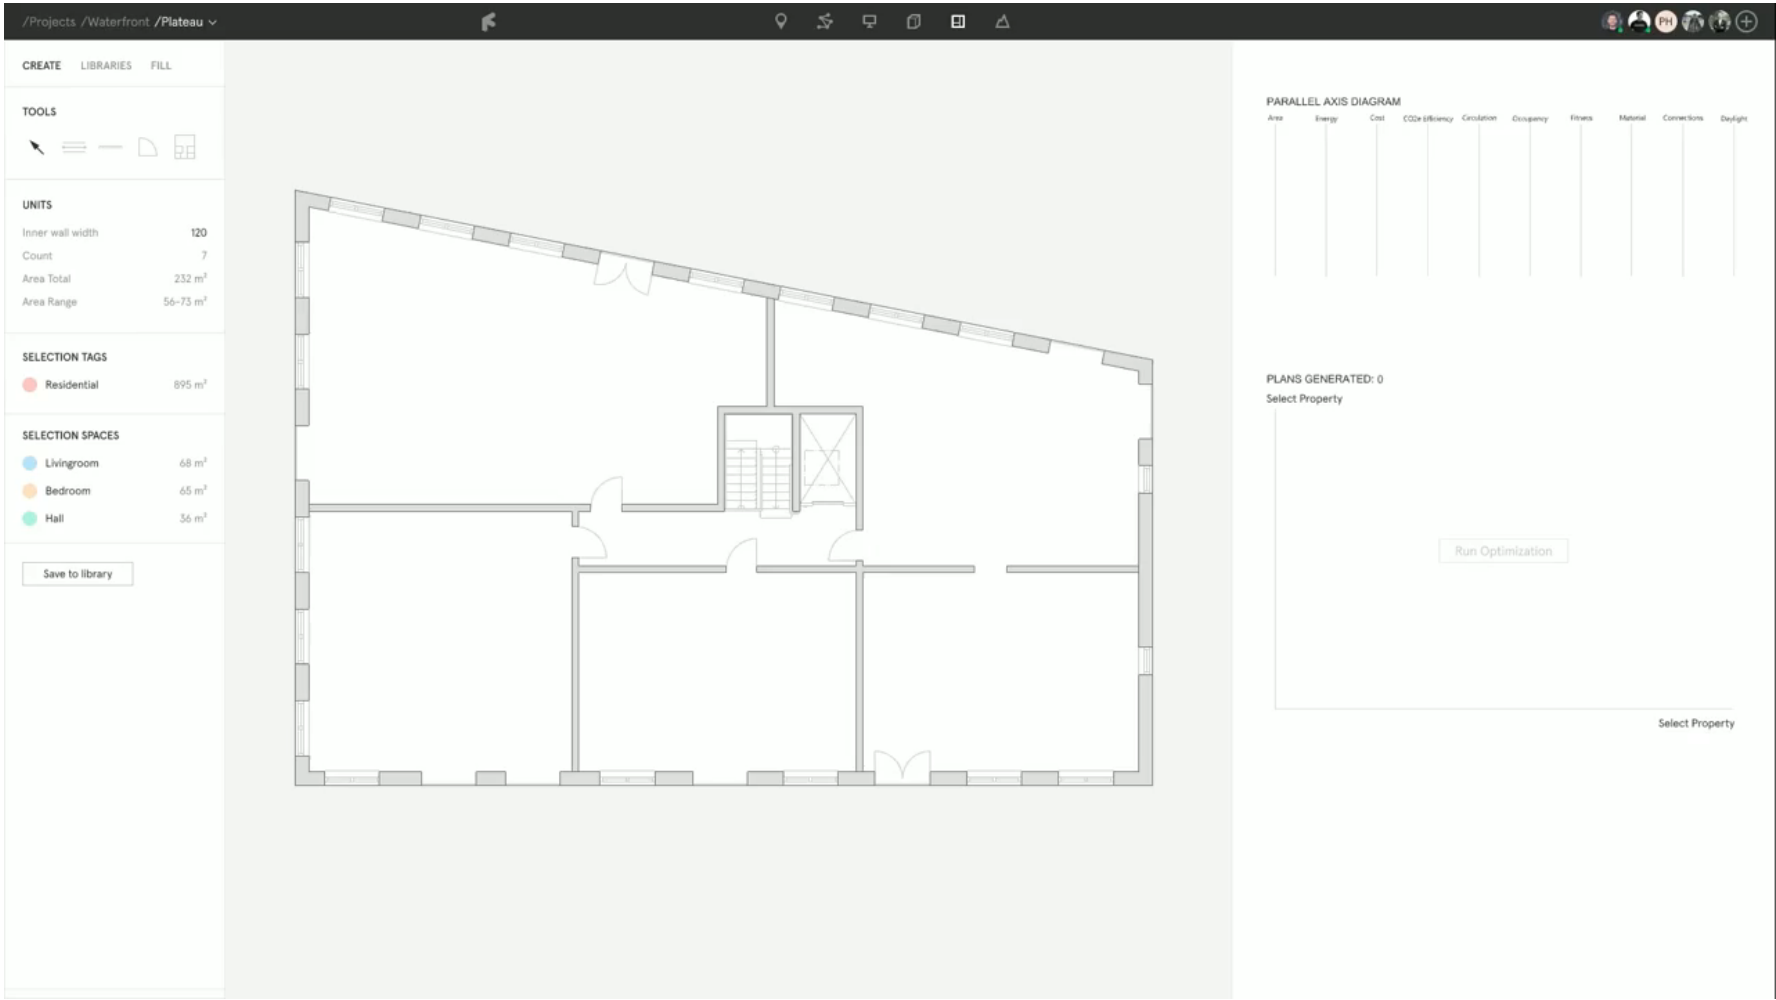 /Projects /Waterfront /Plateau
PH
CREATE LIBRARIES FILL
TOOLS
UNITS
Inner wall width 120
Count 7
Area Total 232 m²
Area Range 56-73 m²
SELECTION TAGS
Residential 895 m²
SELECTION SPACES
Livingroom 68 m²
Bedroom 65 m²
Hall 36 m²
Save to library
PARALLEL AXIS DIAGRAM
Area Energy Cost CO2e Efficiency Circulation Occupancy Fitness Material Connections Daylight
PLANS GENERATED: 0
Select Property
Run Optimization
Select Property